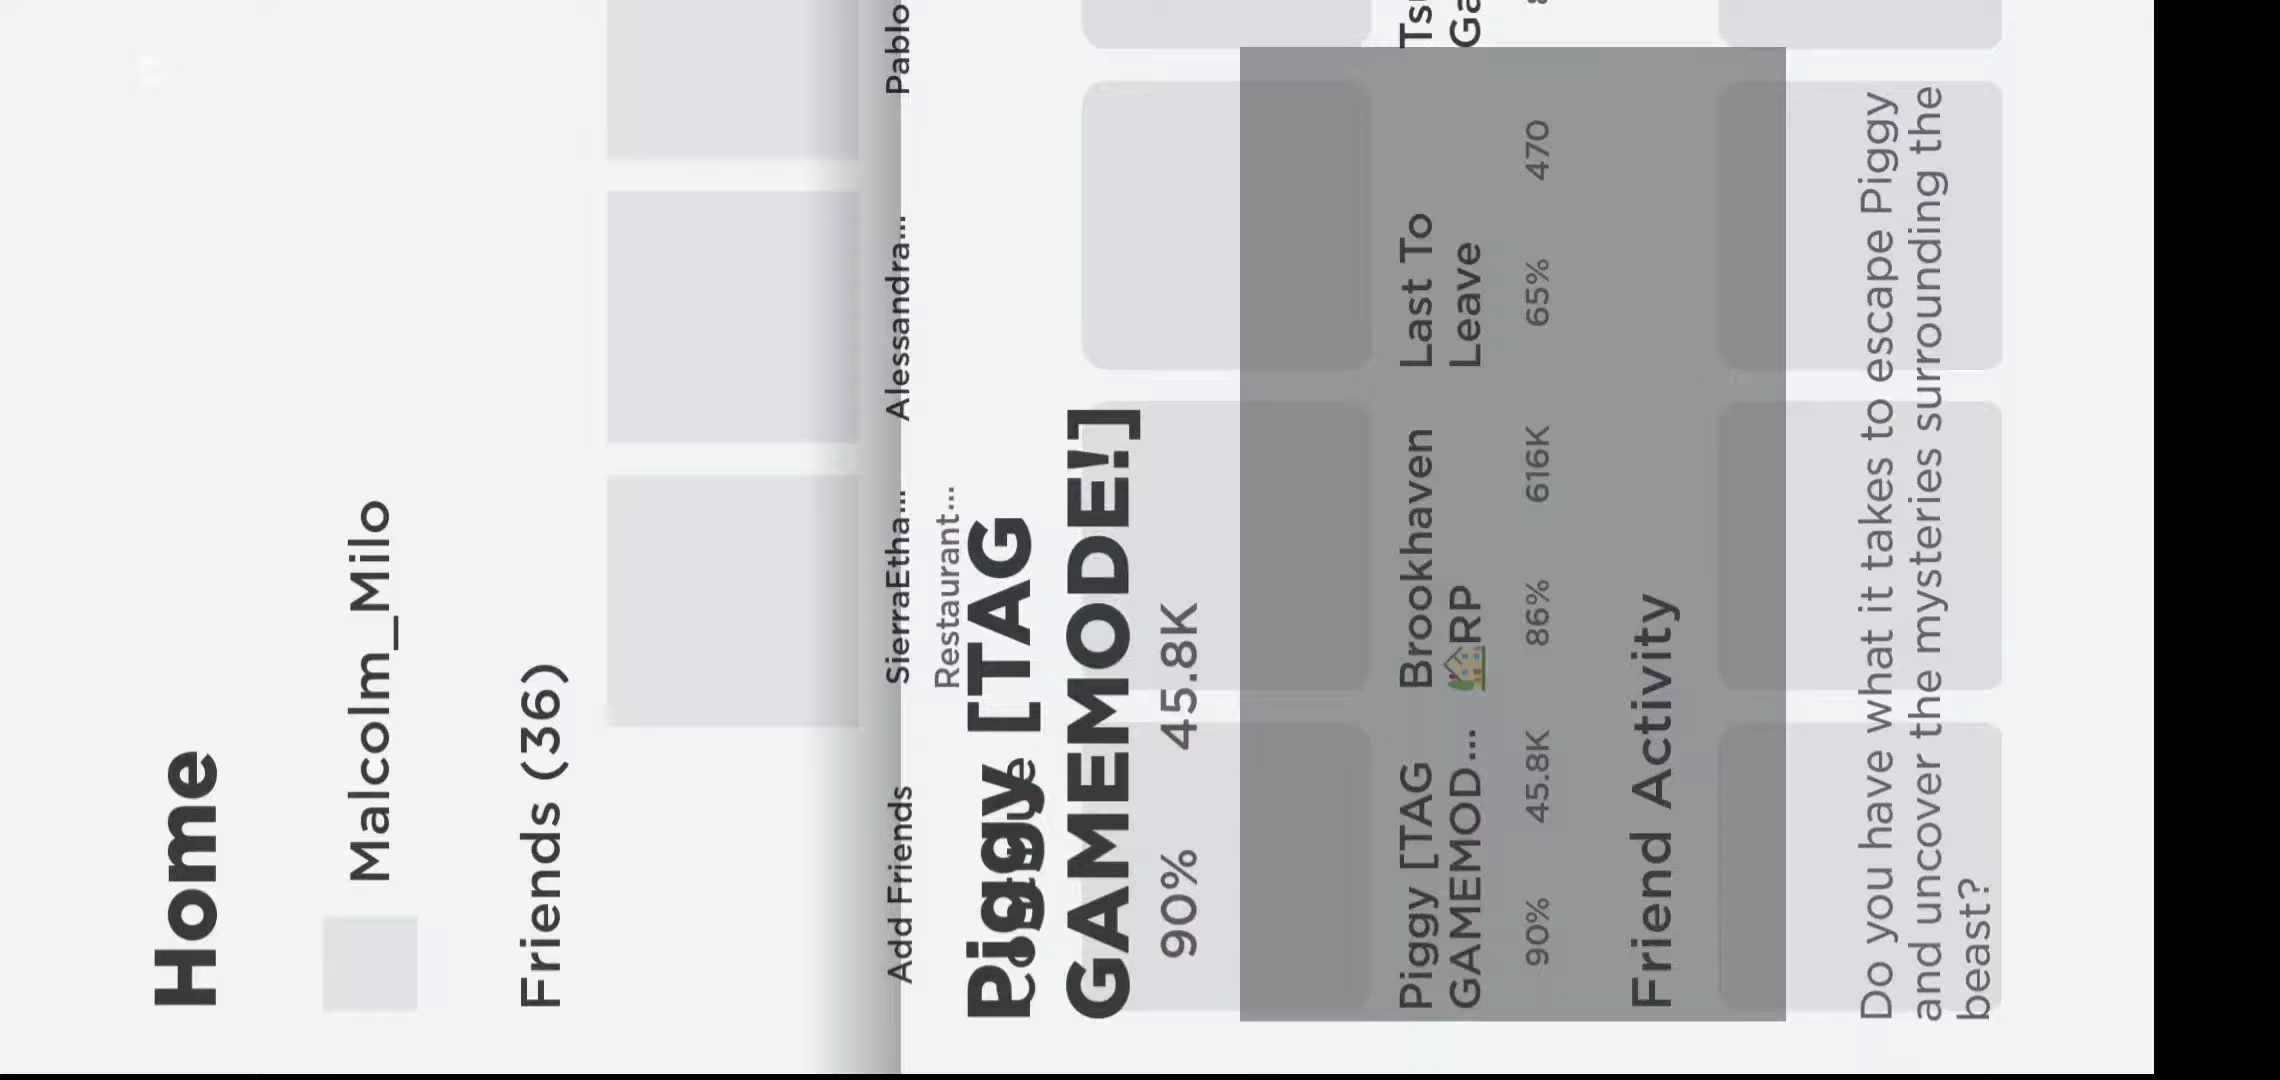 Home
Malcolm_Milo
Friends (36)
Add Friends
SierraEtha...
Alessandra...
Pablo
Restaurant...
Piggy [TAG
GAMEMODE!]
90% 45.8K
Piggy [TAG
GAMEMOD...
90% 45.8K
Brookhaven
🏡RP
86% 616K
Last To
Leave
65% 470
Friend Activity
Do you have what it takes to escape Piggy
and uncover the mysteries surrounding the
beast?